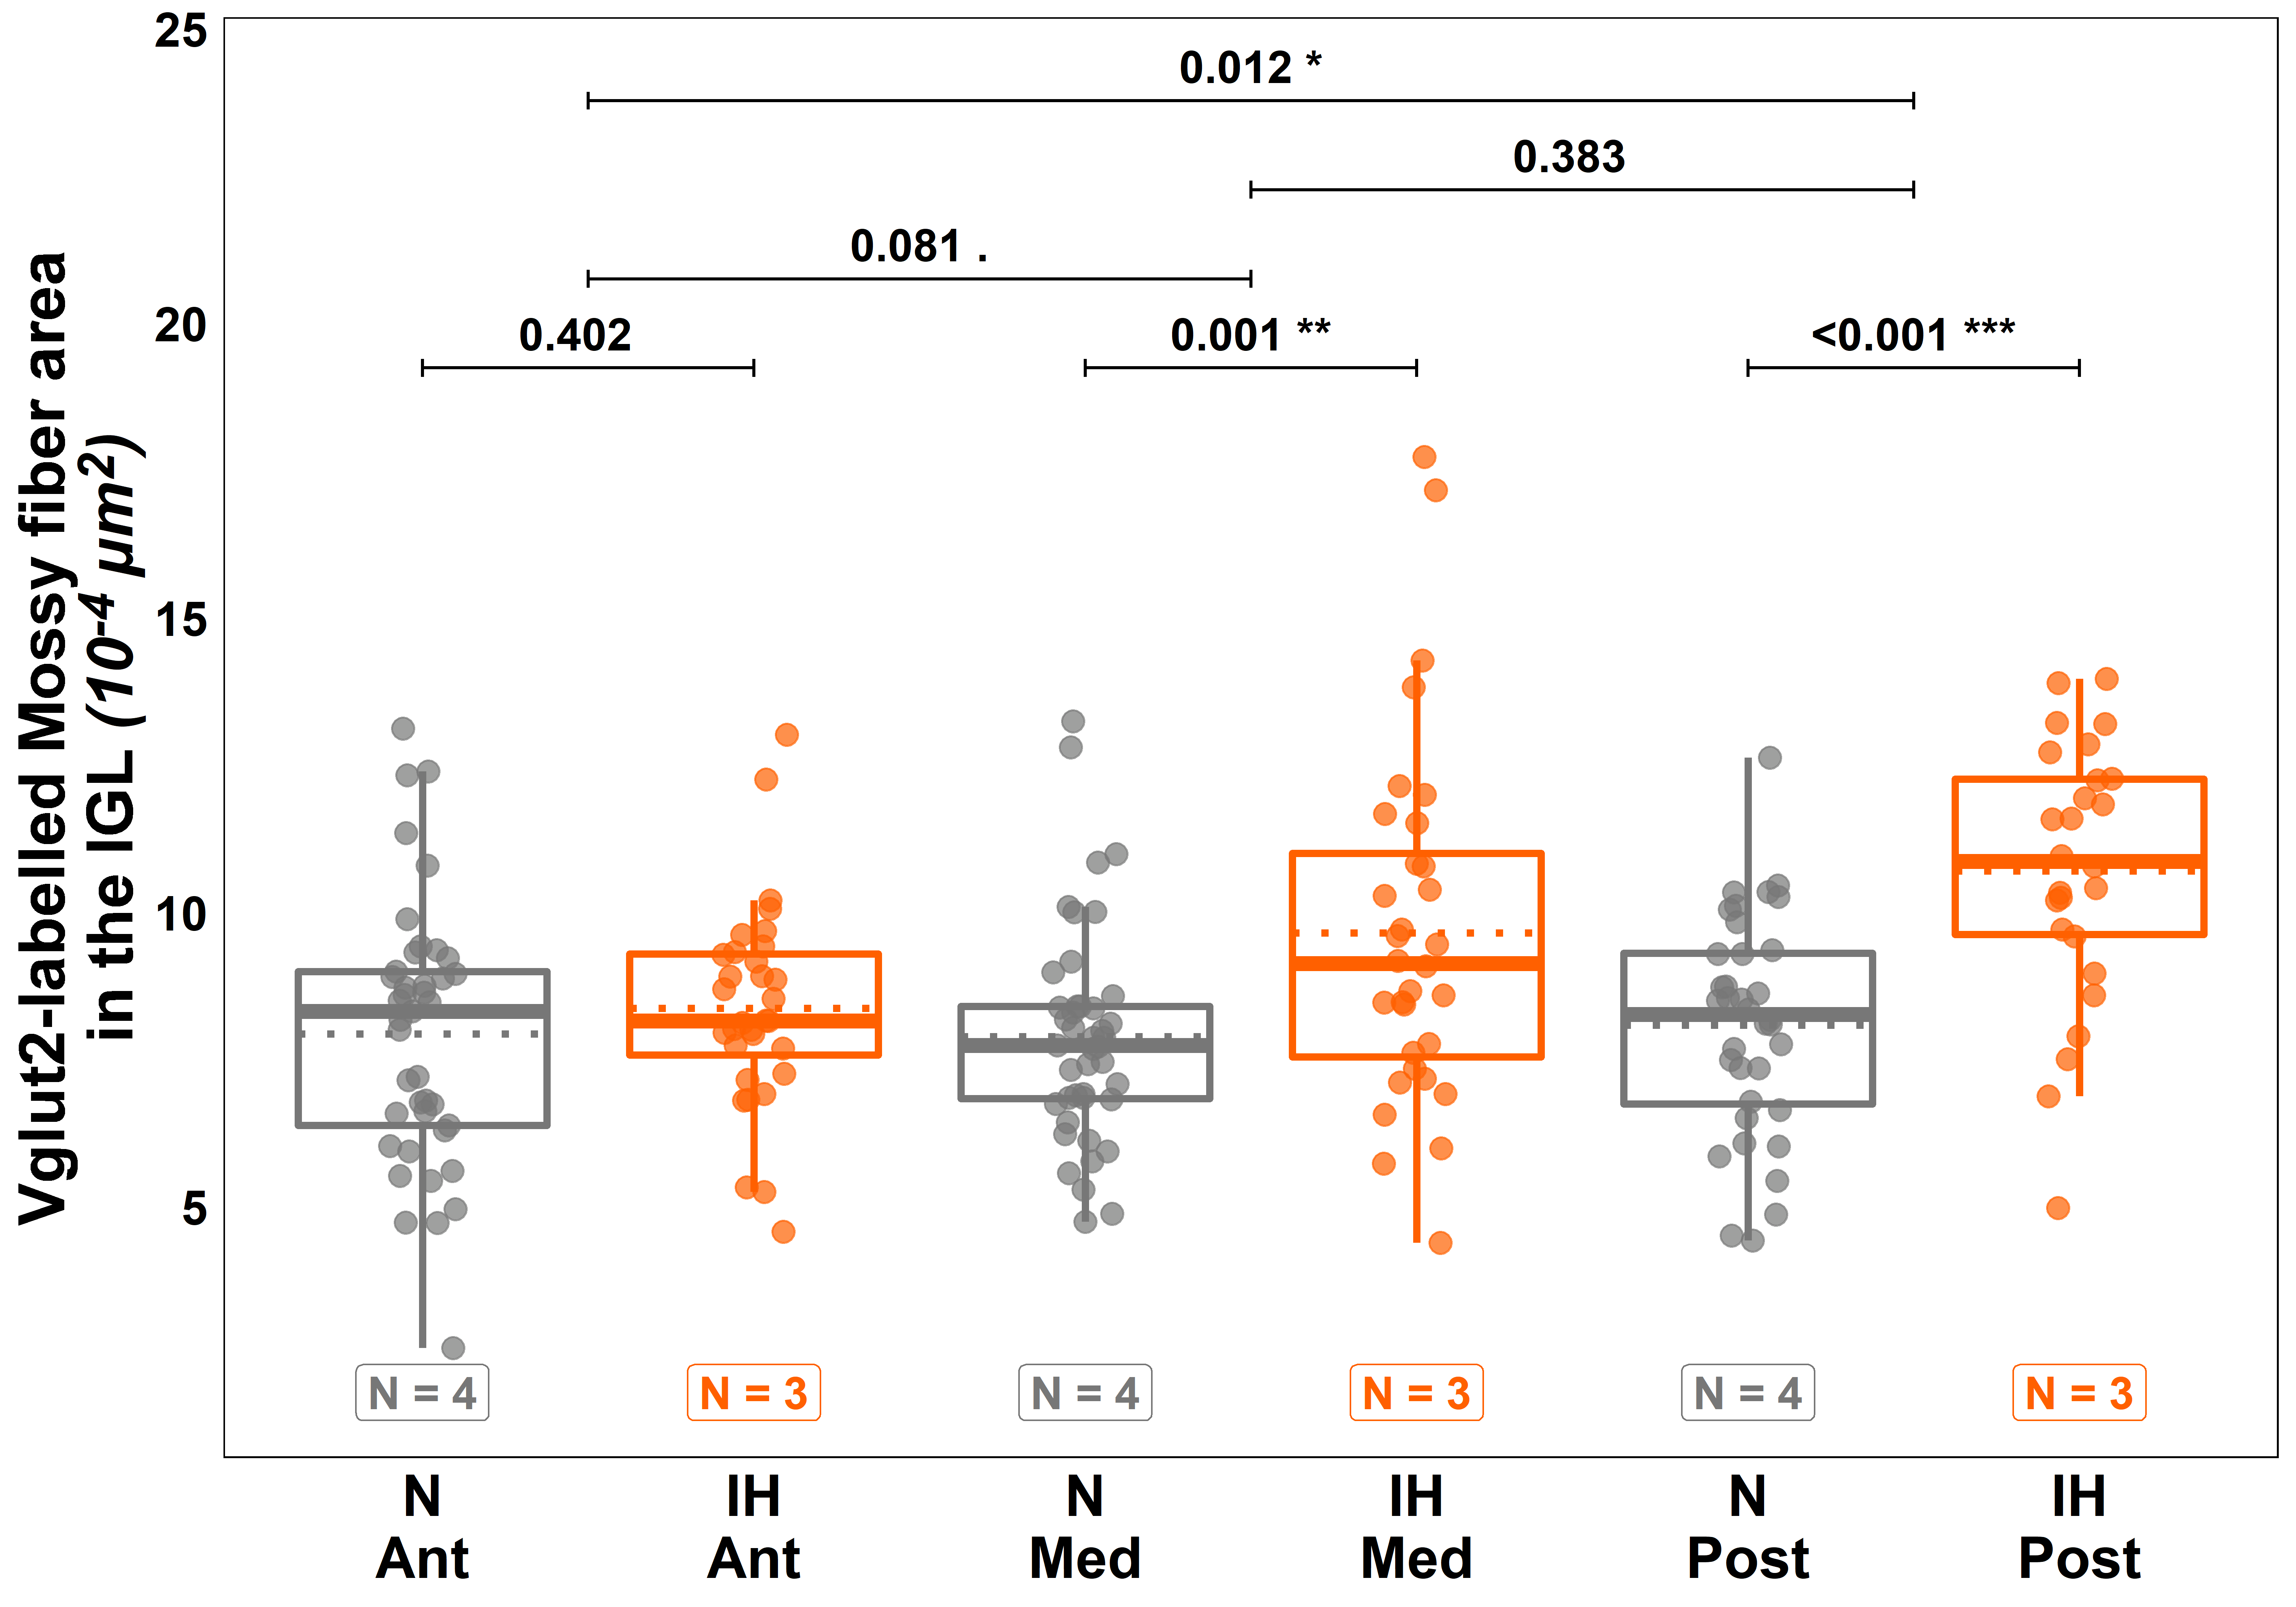 Vglut2-labelled Mossy fiber area
in the IGL (10⁻⁴ µm²)
25
20
15
10
5
0.012 *
0.383
0.081 .
0.402
0.001 **
<0.001 ***
N = 4
N = 3
N = 4
N = 3
N = 4
N = 3
N
Ant
IH
Ant
N
Med
IH
Med
N
Post
IH
Post